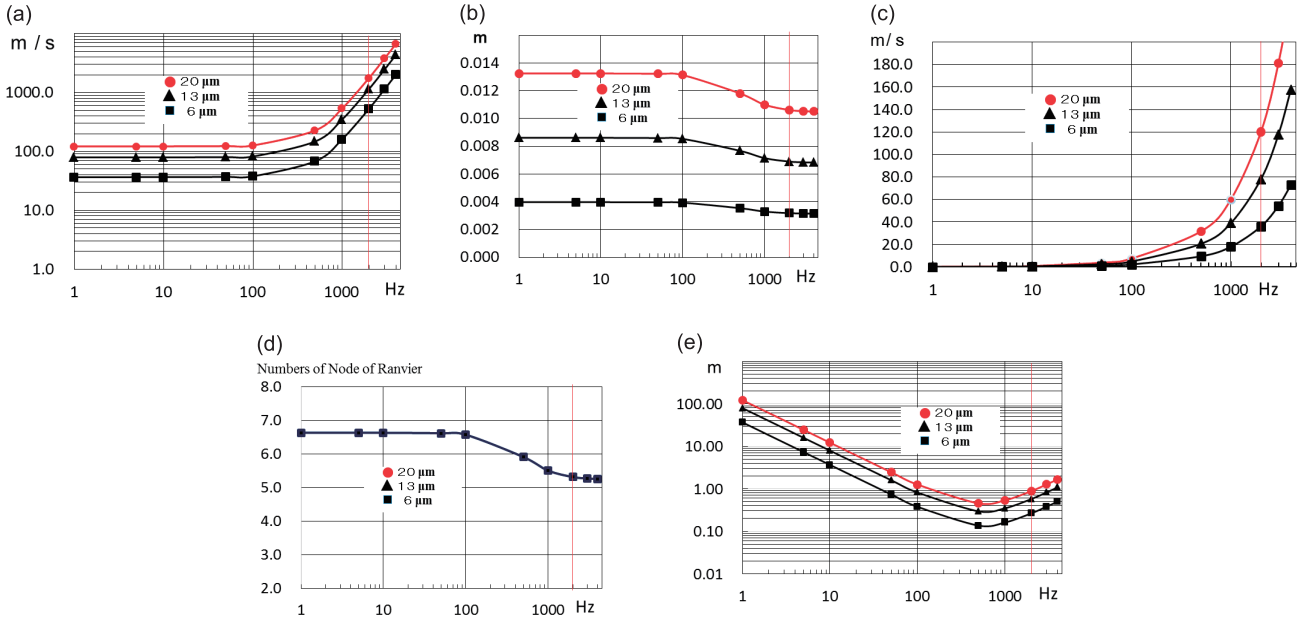 (a)
m / s
1000.0
100.0
10.0
1.0
20 μm
13 μm
6 μm
1 10 100 1000 Hz
(b)
m
0.014
0.012
0.010
0.008
0.006
0.004
0.002
0.000
20 μm
13 μm
6 μm
1 10 100 1000 Hz
(c)
m/ s
180.0
160.0
140.0
120.0
100.0
80.0
60.0
40.0
20.0
0.0
20 μm
13 μm
6 μm
1 10 100 1000 Hz
(d)
Numbers of Node of Ranvier
8.0
7.0
6.0
5.0
4.0
3.0
2.0
20 μm
13 μm
6 μm
1 10 100 1000 Hz
(e)
m
100.00
10.00
1.00
0.10
0.01
20 μm
13 μm
6 μm
1 10 100 1000 Hz